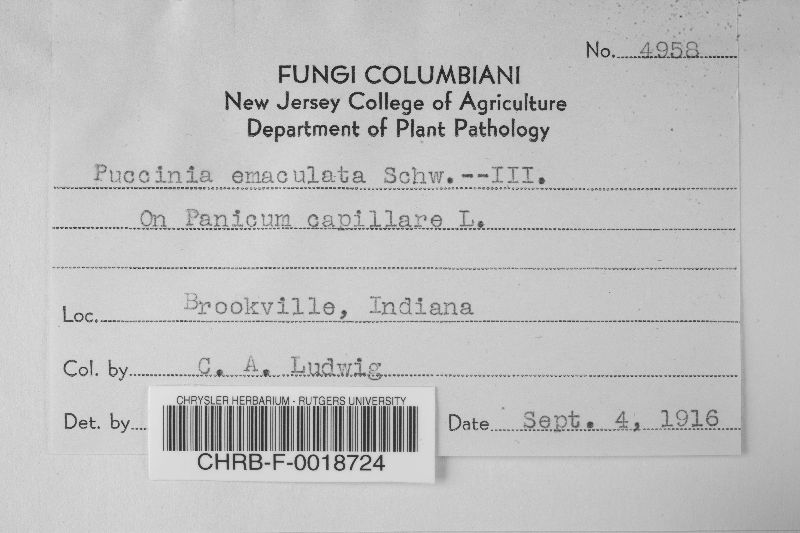 No. 4958
FUNGI COLUMBIANI
New Jersey College of Agriculture
Department of Plant Pathology
Puccinia emaculata Schw.--III.
On Panicum capillare L.
Loc. Brookville, Indiana
Col. by C. A. Ludwig
Det. by
Date Sept. 4, 1916
CHRYSLER HERBARIUM - RUTGERS UNIVERSITY
CHRB-F-0018724